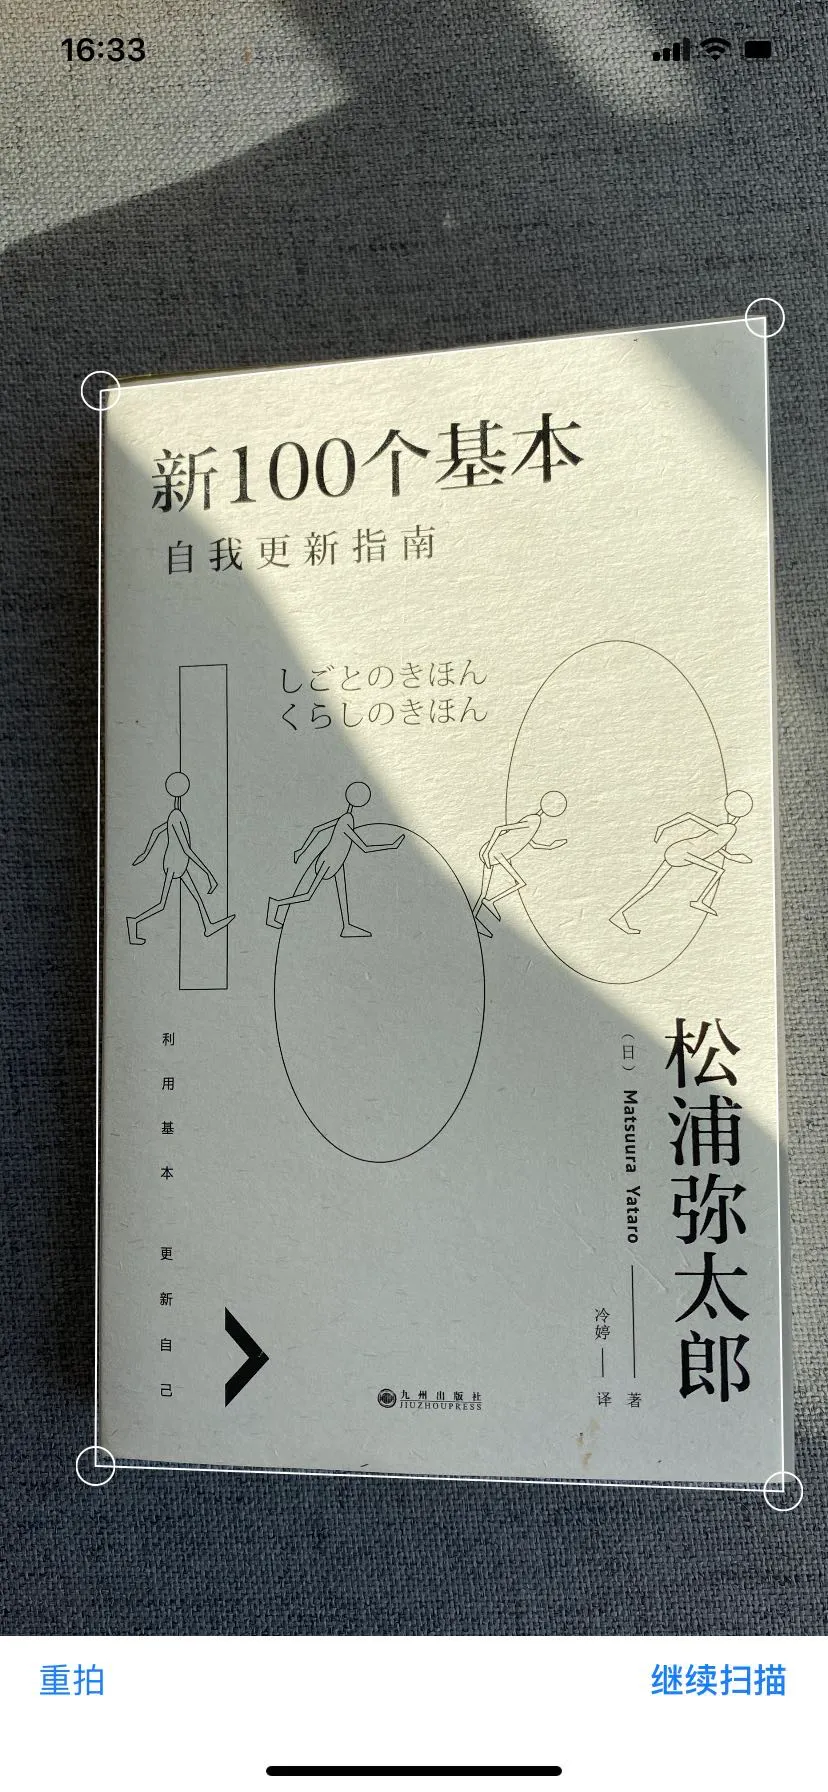 16:33
新100个基本
自我更新指南
しごとのきほん
くらしのきほん
松浦弥太郎
（日） Matsuura Yataro —— 著
冷婷 — 译
利用基本 更新自己
九州出版社
JIUZHOUPRESS
重拍
继续扫描